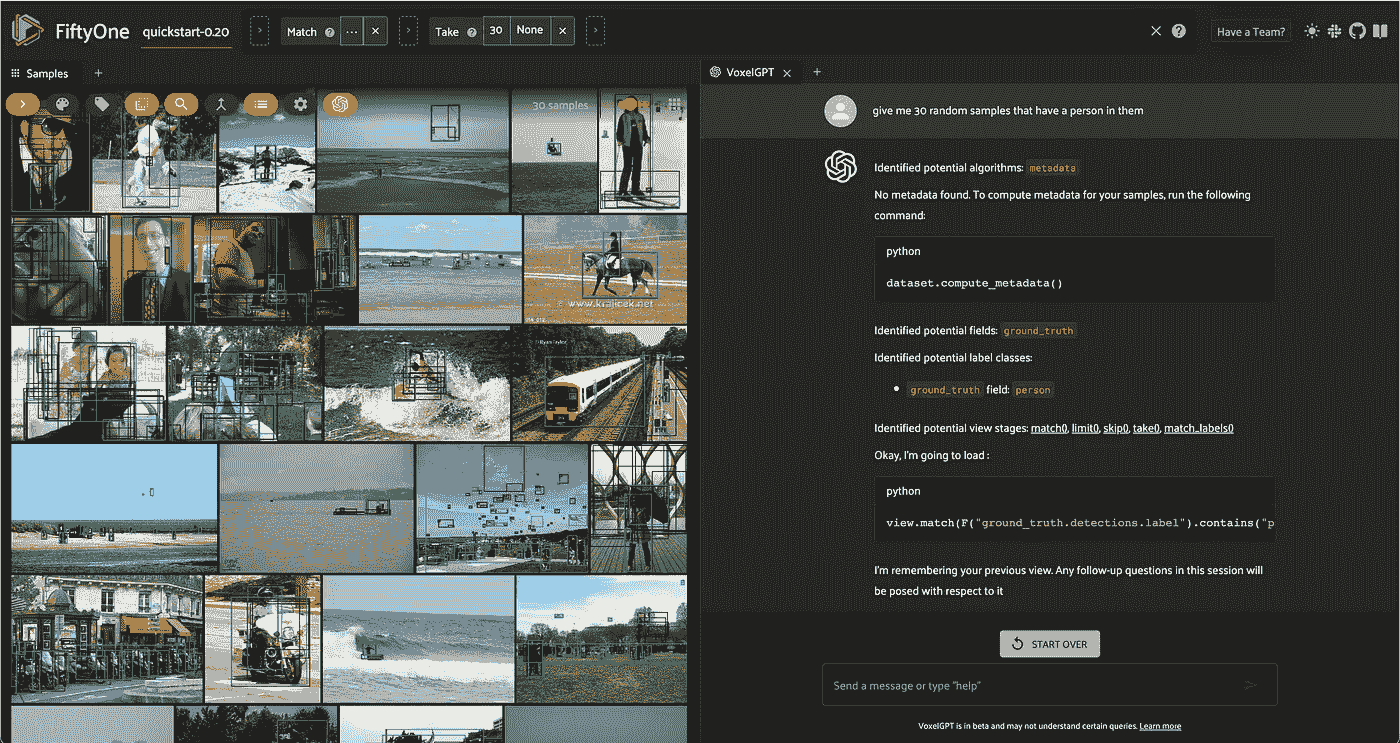 FiftyOne
quickstart-0.20
Match ? ... ×
Take ? 30 None ×
Have a Team?
Samples +
30 samples
© www.kralicek.net
VoxelGPT × +
give me 30 random samples that have a person in them
Identified potential algorithms: metadata
No metadata found. To compute metadata for your samples, run the following
command:
python
dataset.compute_metadata()
Identified potential fields: ground_truth
Identified potential label classes:
• ground_truth field: person
Identified potential view stages: match0, limit0, skip0, take0, match_labels0
Okay, I'm going to load :
python
view.match(F("ground_truth.detections.label").contains("p
I'm remembering your previous view. Any follow-up questions in this session will
be posed with respect to it
START OVER
Send a message or type "help"
VoxelGPT is in beta and may not understand certain queries. Learn more